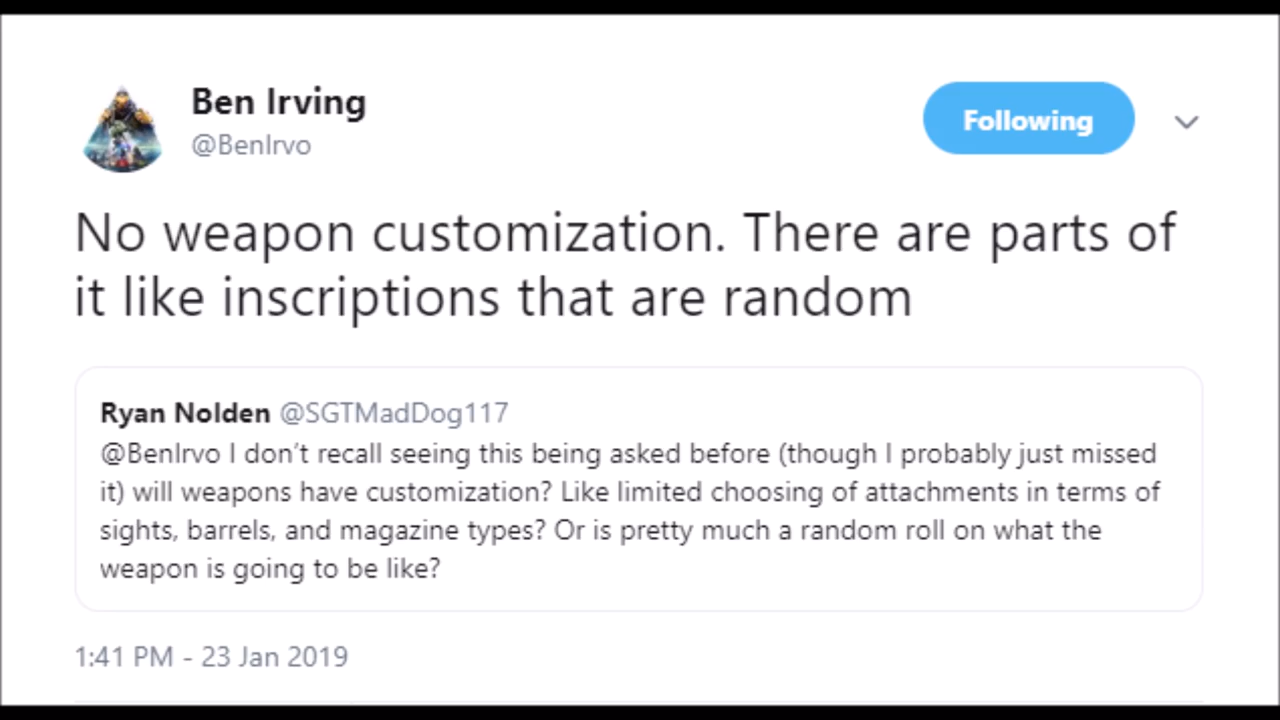 Ben Irving
@BenIrvo
Following
No weapon customization. There are parts of
it like inscriptions that are random
Ryan Nolden @SGTMadDog117
@BenIrvo I don't recall seeing this being asked before (though I probably just missed
it) will weapons have customization? Like limited choosing of attachments in terms of
sights, barrels, and magazine types? Or is pretty much a random roll on what the
weapon is going to be like?
1:41 PM - 23 Jan 2019